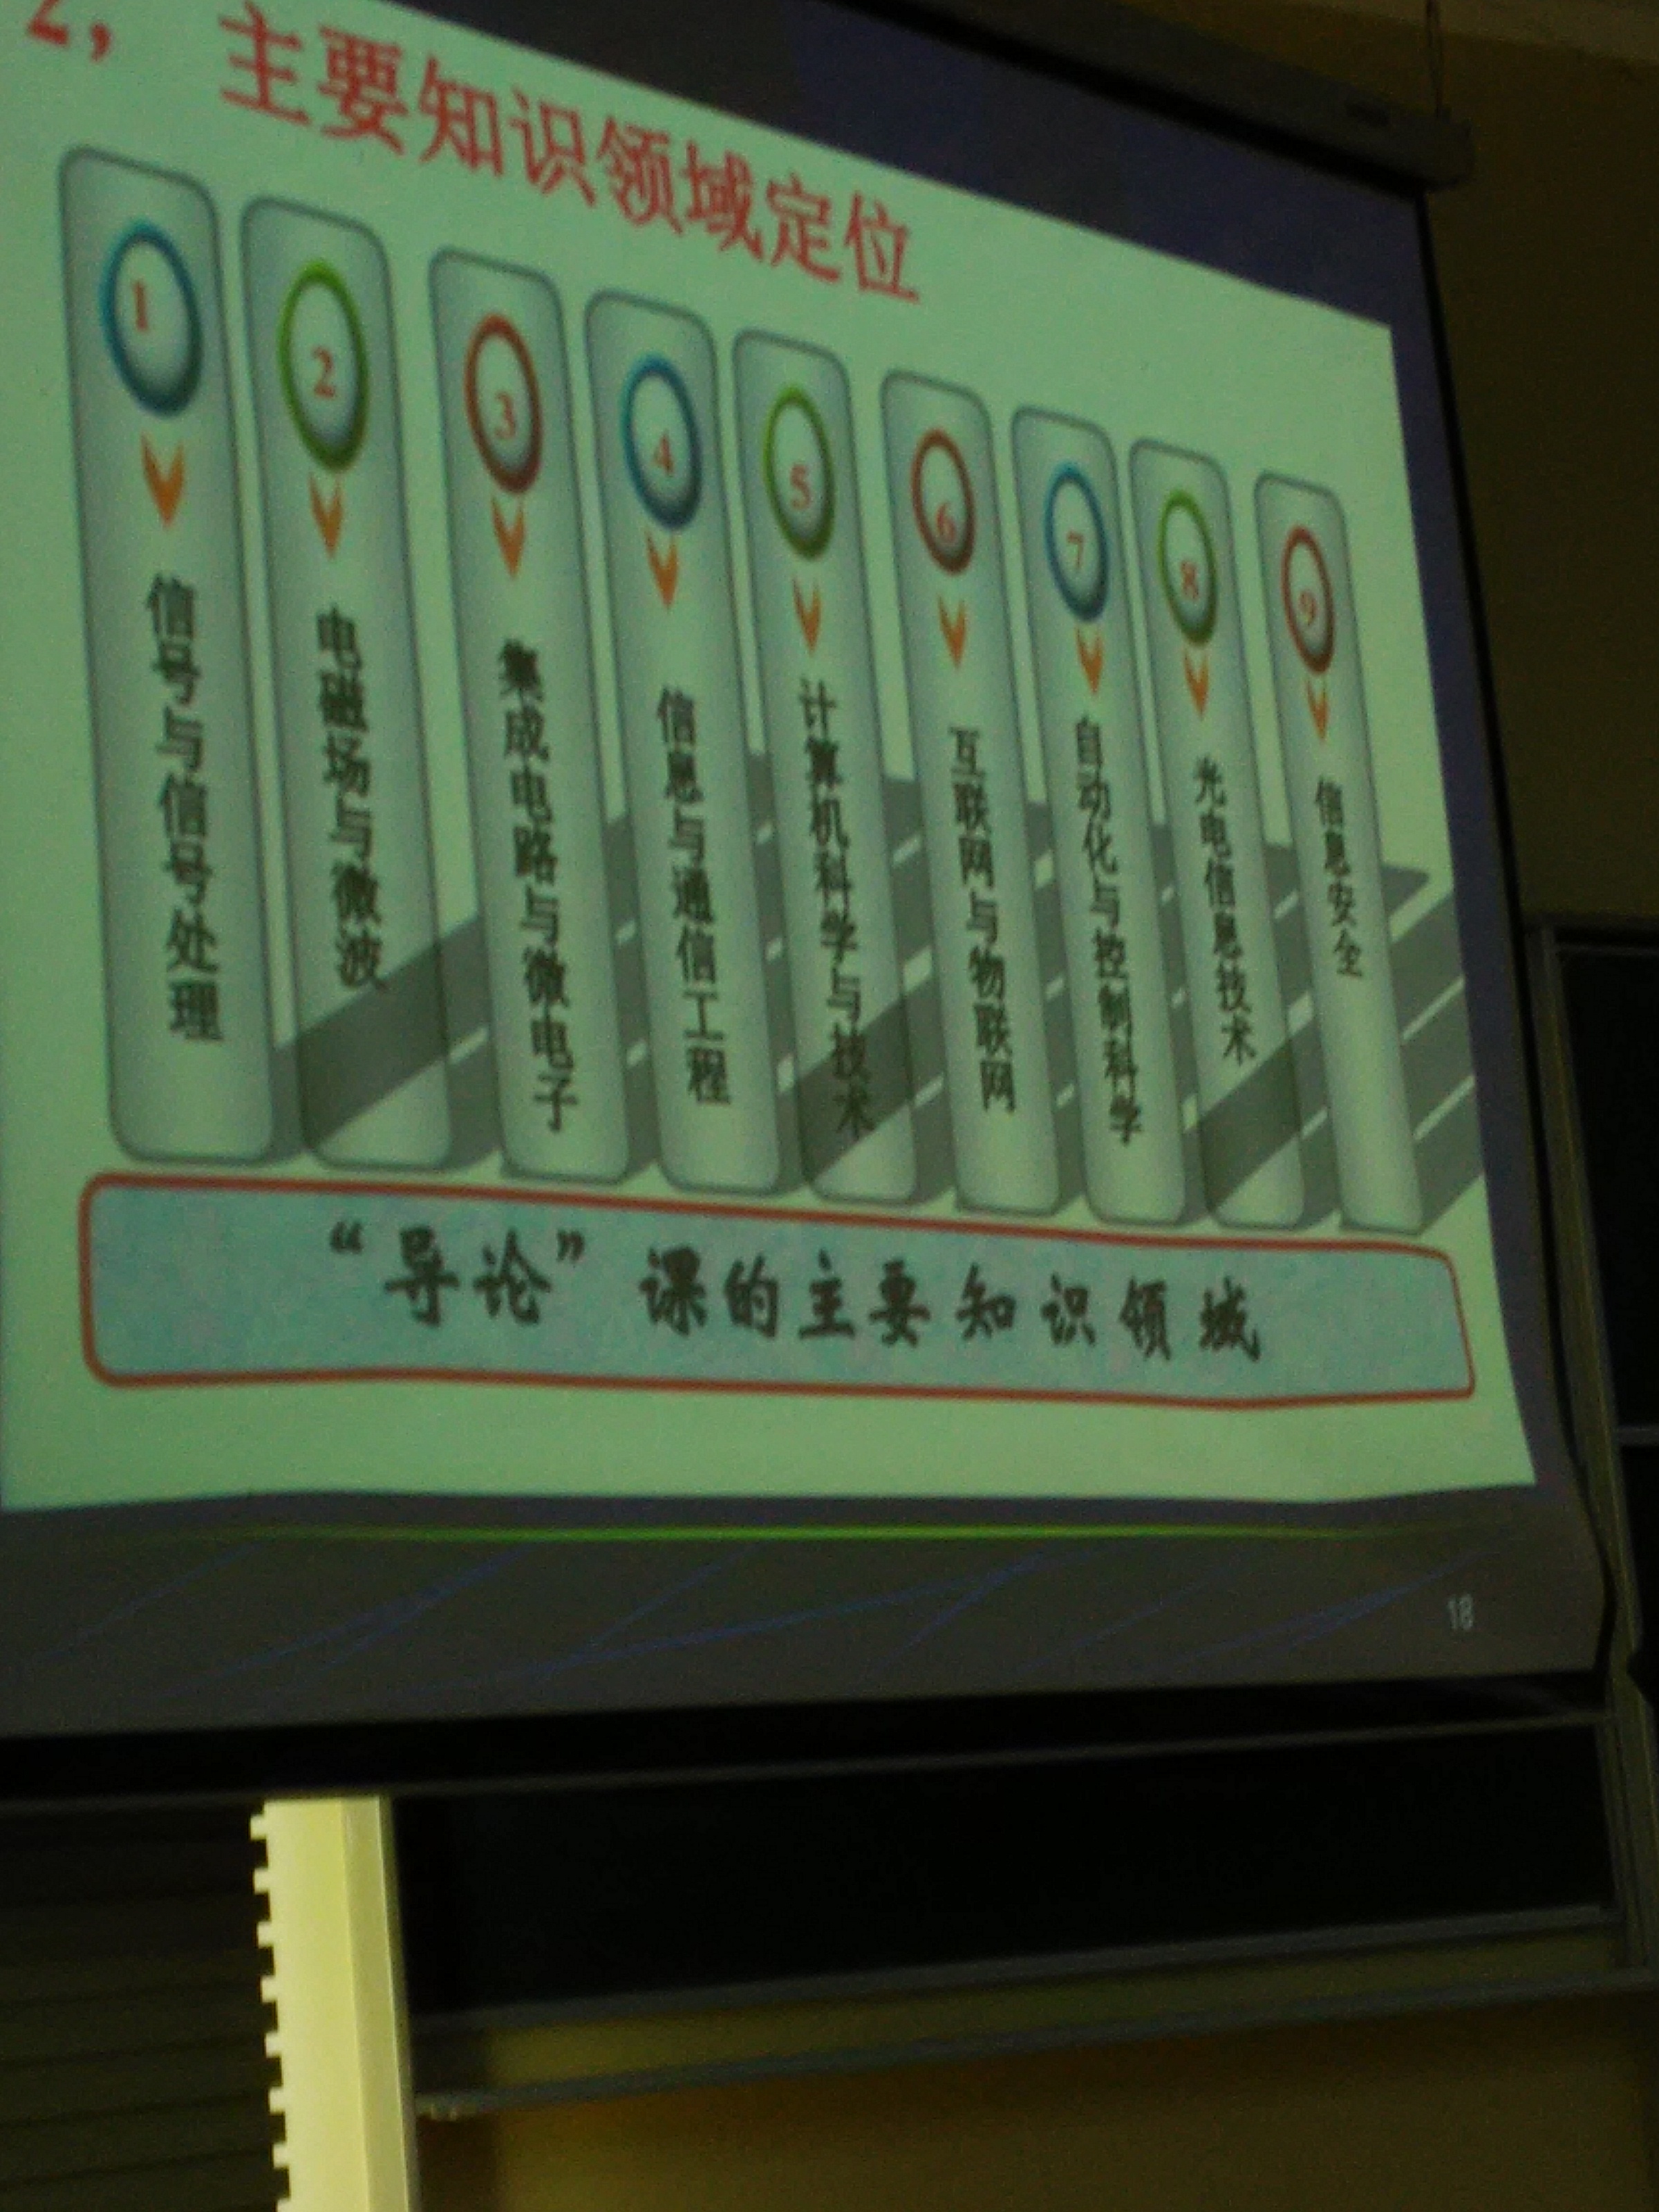 2， 主要知识领域定位
1
信号与信号处理
2
电磁场与微波
3
集成电路与微电子
4
信息与通信工程
5
计算机科学与技术
6
互联网与物联网
7
自动化与控制科学
8
光电信息技术
9
信息安全
“导论”课的主要知识领域
18